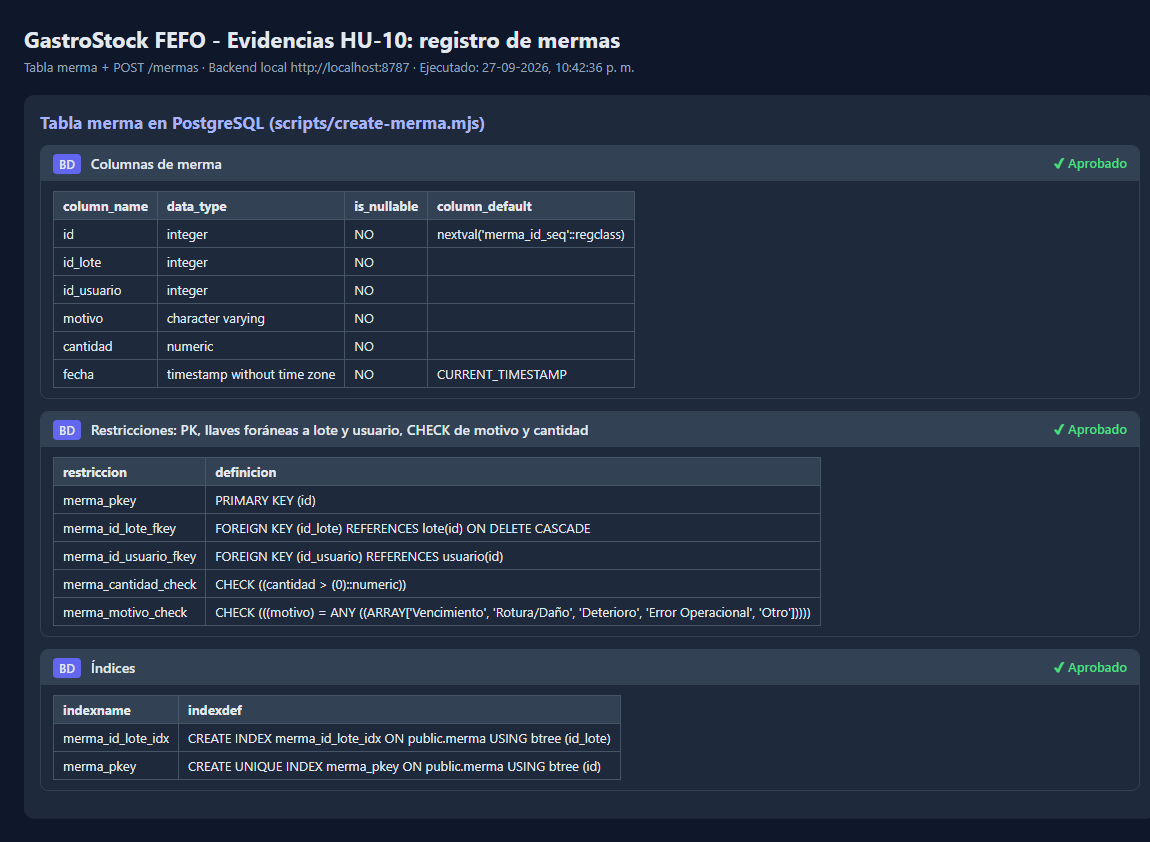 GastroStock FEFO - Evidencias HU-10: registro de mermas
Tabla merma + POST /mermas · Backend local http://localhost:8787 · Ejecutado: 27-09-2026, 10:42:36 p. m.
Tabla merma en PostgreSQL (scripts/create-merma.mjs)
BD Columnas de merma ✔ Aprobado
column_name data_type is_nullable column_default
id integer NO nextval('merma_id_seq'::regclass)
id_lote integer NO
id_usuario integer NO
motivo character varying NO
cantidad numeric NO
fecha timestamp without time zone NO CURRENT_TIMESTAMP
BD Restricciones: PK, llaves foráneas a lote y usuario, CHECK de motivo y cantidad ✔ Aprobado
restriccion definicion
merma_pkey PRIMARY KEY (id)
merma_id_lote_fkey FOREIGN KEY (id_lote) REFERENCES lote(id) ON DELETE CASCADE
merma_id_usuario_fkey FOREIGN KEY (id_usuario) REFERENCES usuario(id)
merma_cantidad_check CHECK ((cantidad > (0)::numeric))
merma_motivo_check CHECK (((motivo) = ANY ((ARRAY['Vencimiento', 'Rotura/Daño', 'Deterioro', 'Error Operacional', 'Otro']))))
BD Índices ✔ Aprobado
indexname indexdef
merma_id_lote_idx CREATE INDEX merma_id_lote_idx ON public.merma USING btree (id_lote)
merma_pkey CREATE UNIQUE INDEX merma_pkey ON public.merma USING btree (id)